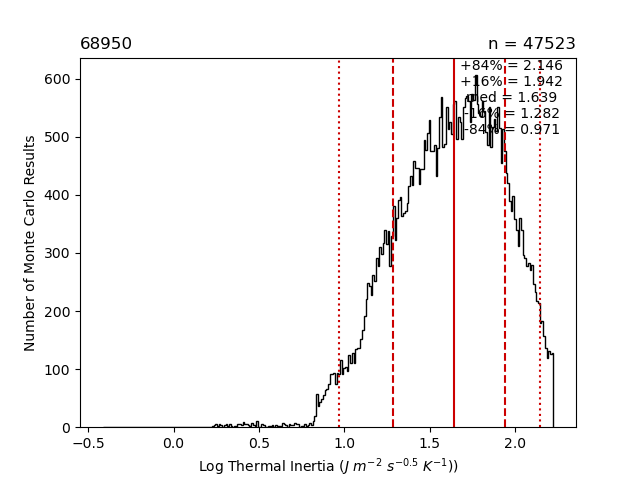 68950
n = 47523
+84% = 2.146
+16% = 1.942
med = 1.639
-16% = 1.282
-84% = 0.971
Number of Monte Carlo Results
600
500
400
300
200
100
0
−0.5 0.0 0.5 1.0 1.5 2.0
Log Thermal Inertia (J m⁻² s⁻⁰·⁵ K⁻¹))